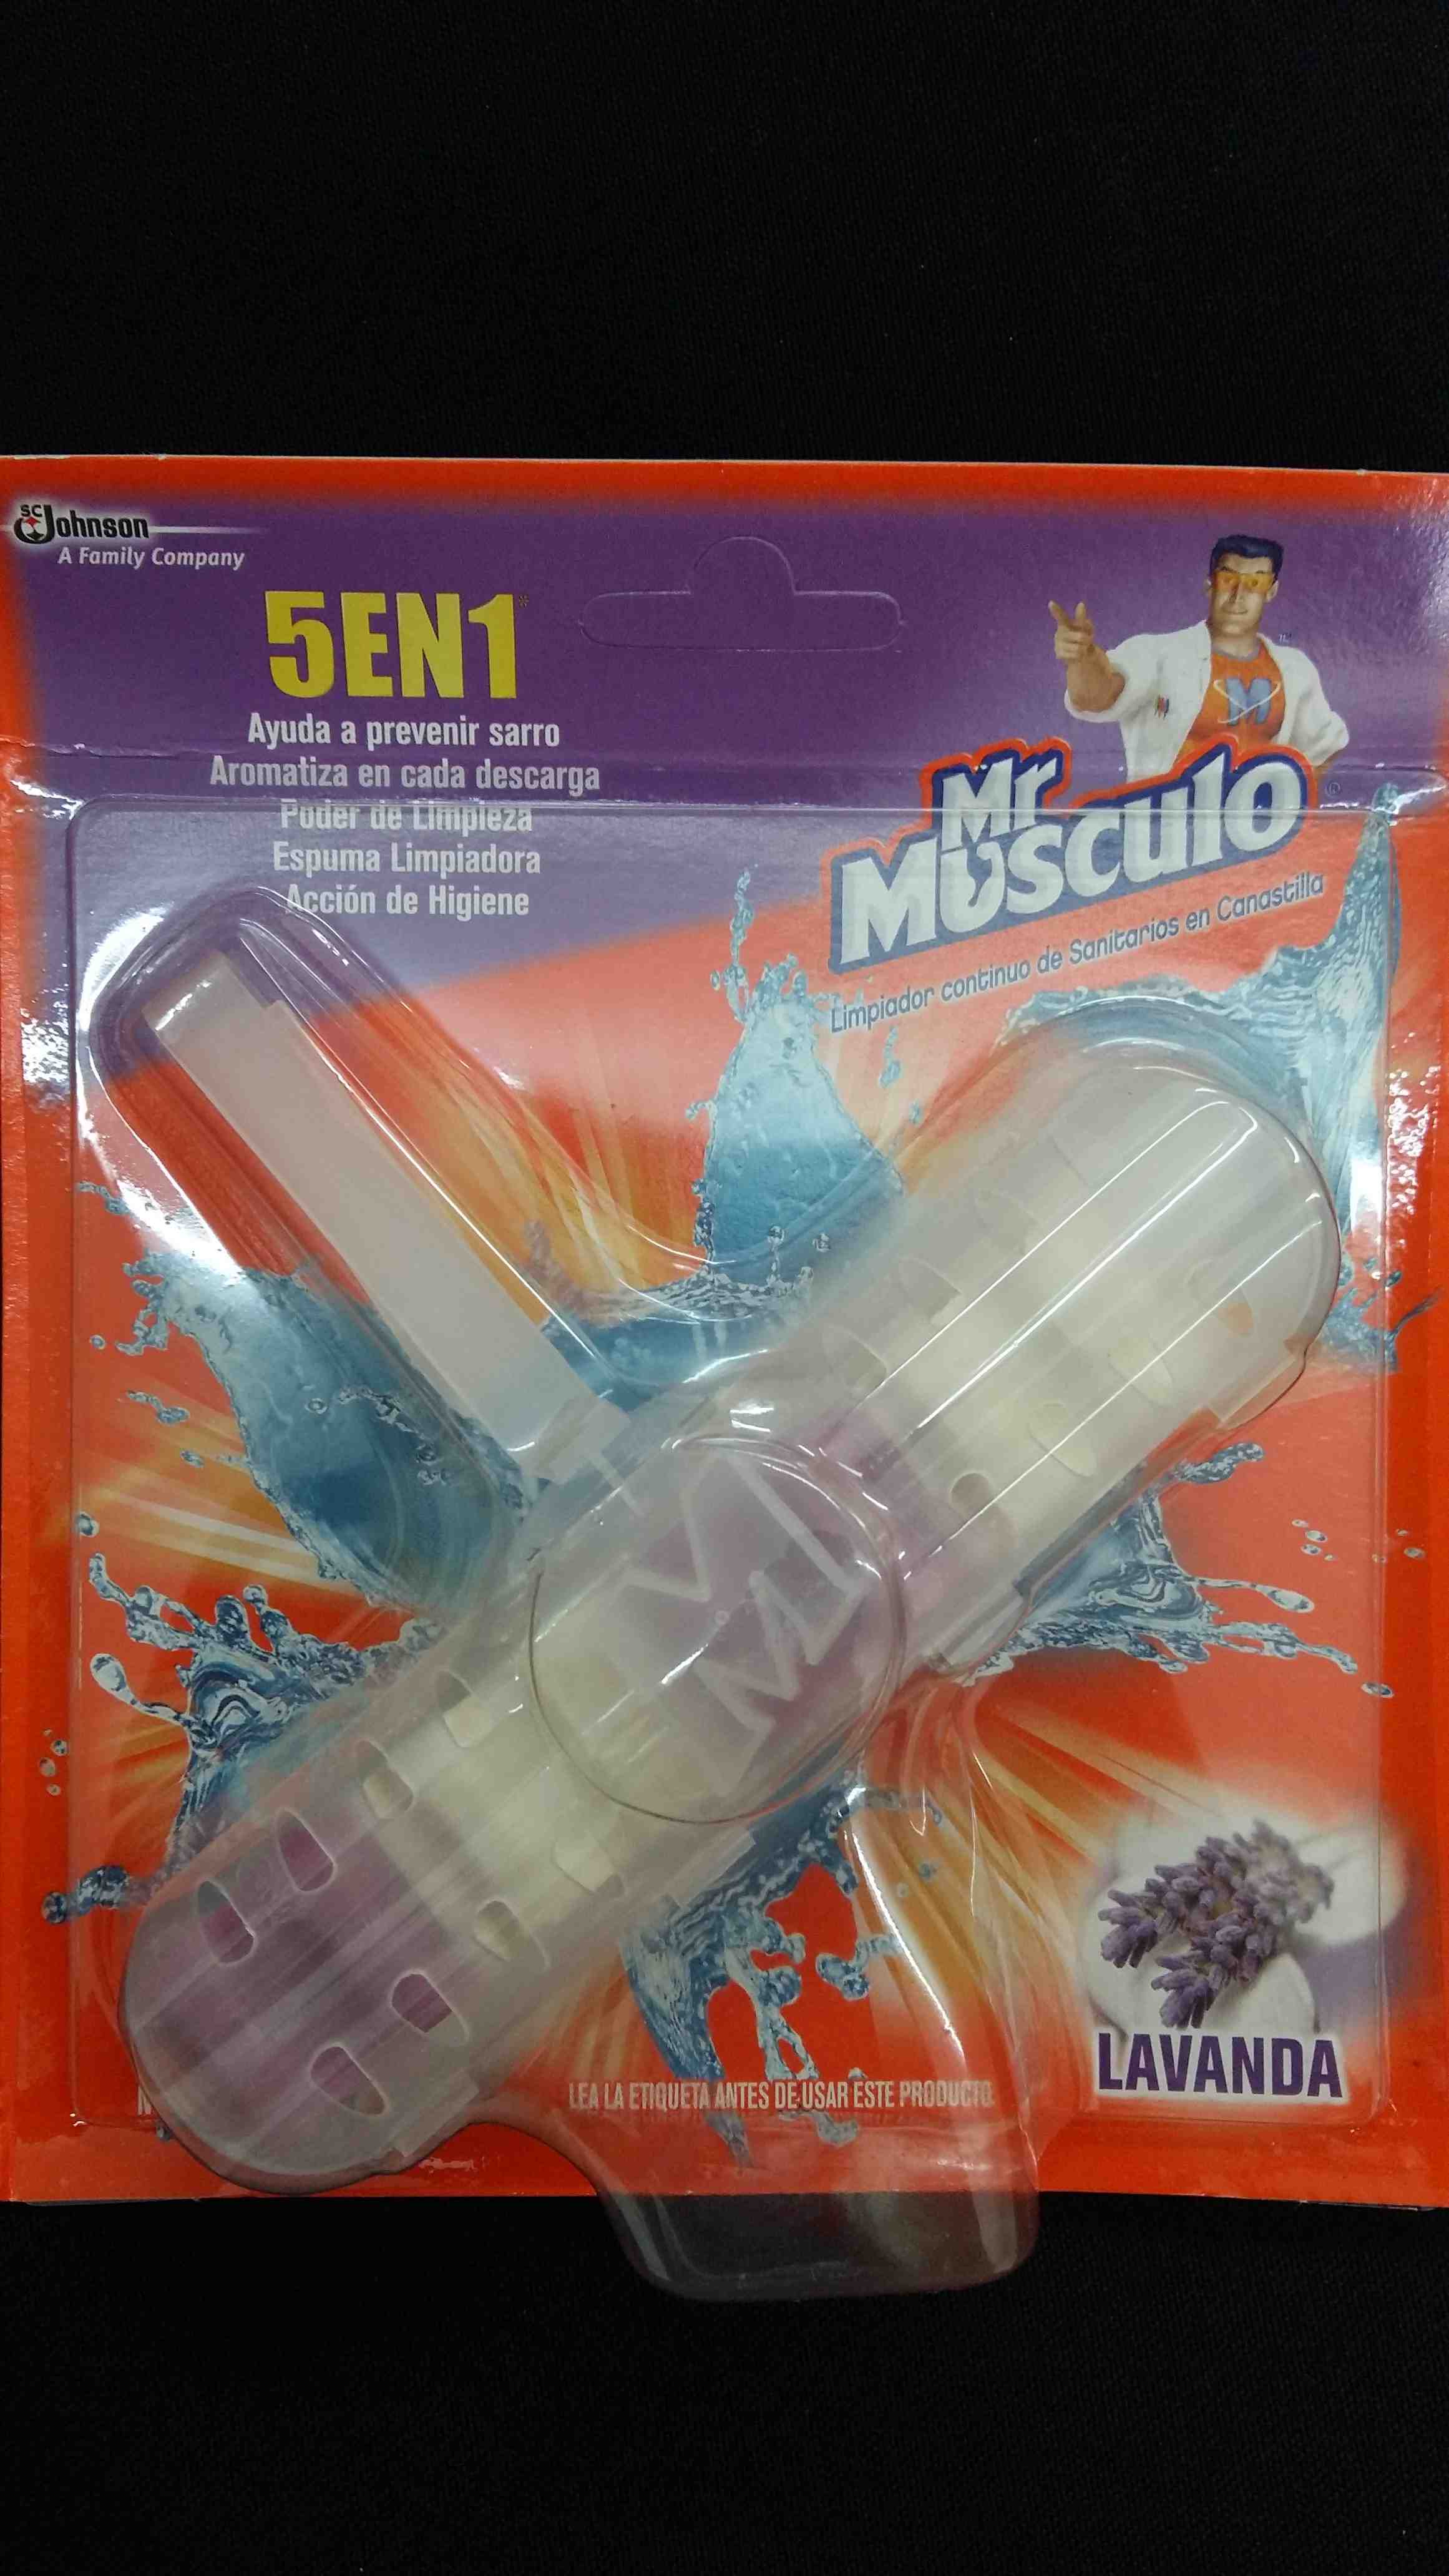 SC Johnson
A Family Company
5EN1*
Ayuda a prevenir sarro
Aromatiza en cada descarga
Poder de Limpieza
Espuma Limpiadora
Acción de Higiene
M
Mr
Músculo®
Limpiador continuo de Sanitarios en Canastilla
M
M
LAVANDA
LEA LA ETIQUETA ANTES DE USAR ESTE PRODUCTO